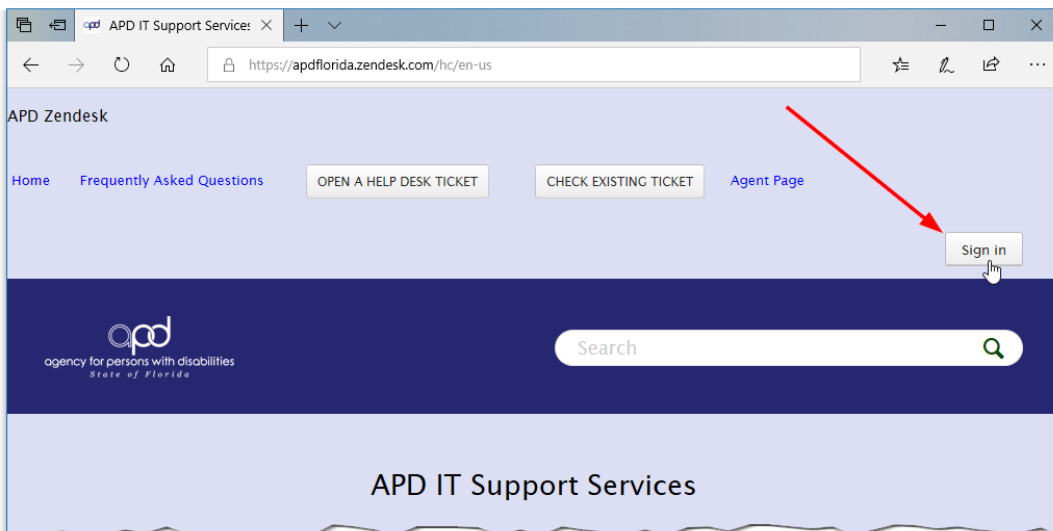 APD IT Support Services
https://apdflorida.zendesk.com/hc/en-us
APD Zendesk
Home Frequently Asked Questions OPEN A HELP DESK TICKET CHECK EXISTING TICKET Agent Page
Sign in
apd
agency for persons with disabilities
State of Florida
Search
APD IT Support Services